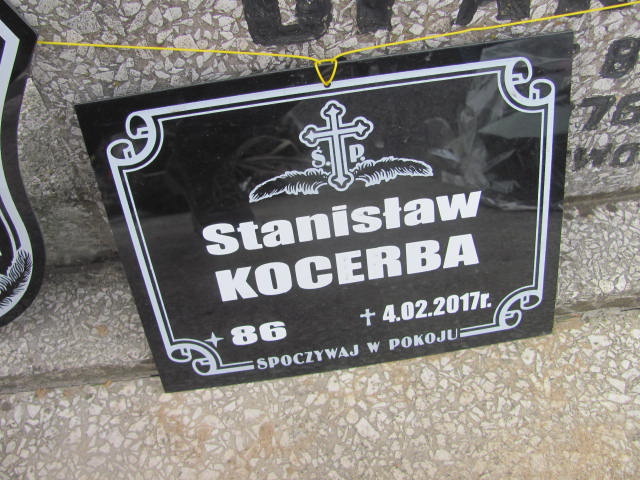 Ś. P.
Stanisław
KOCERBA
86
✝ 4.02.2017r.
SPOCZYWAJ W POKOJU